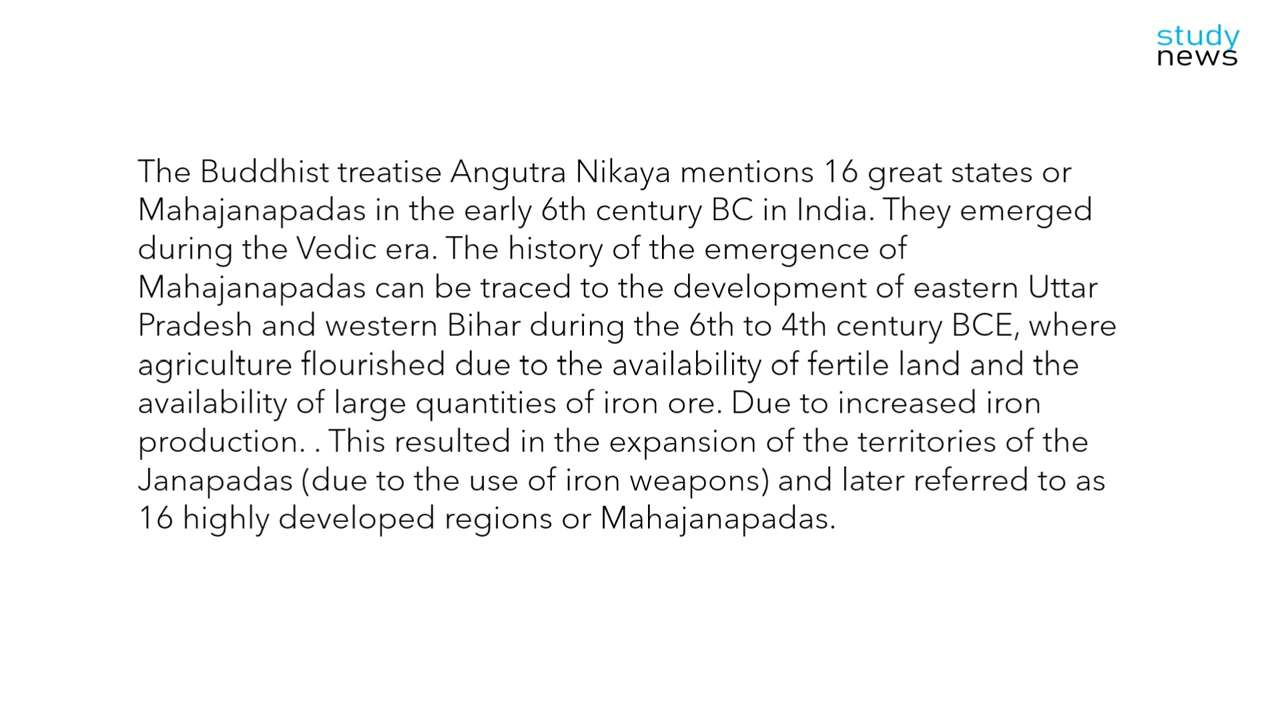 study
news
The Buddhist treatise Angutra Nikaya mentions 16 great states or
Mahajanapadas in the early 6th century BC in India. They emerged
during the Vedic era. The history of the emergence of
Mahajanapadas can be traced to the development of eastern Uttar
Pradesh and western Bihar during the 6th to 4th century BCE, where
agriculture flourished due to the availability of fertile land and the
availability of large quantities of iron ore. Due to increased iron
production. . This resulted in the expansion of the territories of the
Janapadas (due to the use of iron weapons) and later referred to as
16 highly developed regions or Mahajanapadas.